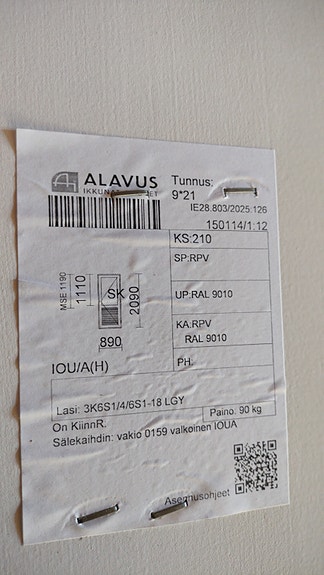 ALAVUS
IKKUNAT
Tunnus:
9*21
IE28.803/2025:126
150114/1:12
KS:210
SP:RPV
MSE 1190
1110
SK
2090
UP:RAL 9010
890
KA:RPV
RAL 9010
IOU/A(H)
PH:
Lasi: 3K6S1/4/6S1-18 LGY
Paino: 90 kg
On KiinnR.
Sälekaihdin: vakio 0159 valkoinen IOUA
Asennusohjeet